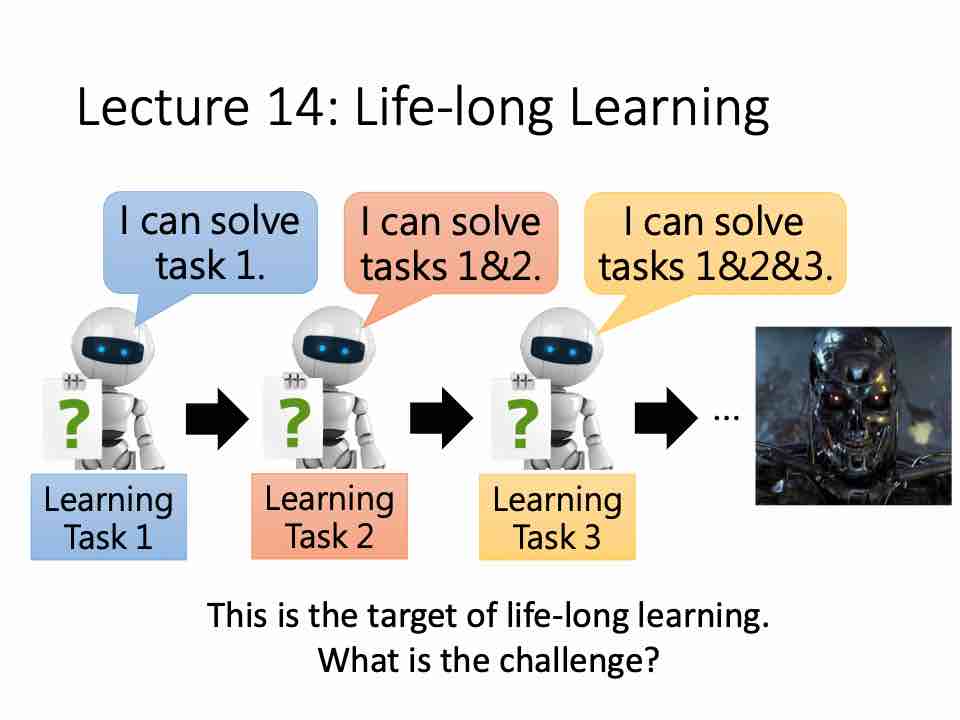 Lecture 14: Life-long Learning
I can solve
task 1.
I can solve
tasks 1&2.
I can solve
tasks 1&2&3.
?
?
?
...
Learning
Task 1
Learning
Task 2
Learning
Task 3
This is the target of life-long learning.
What is the challenge?